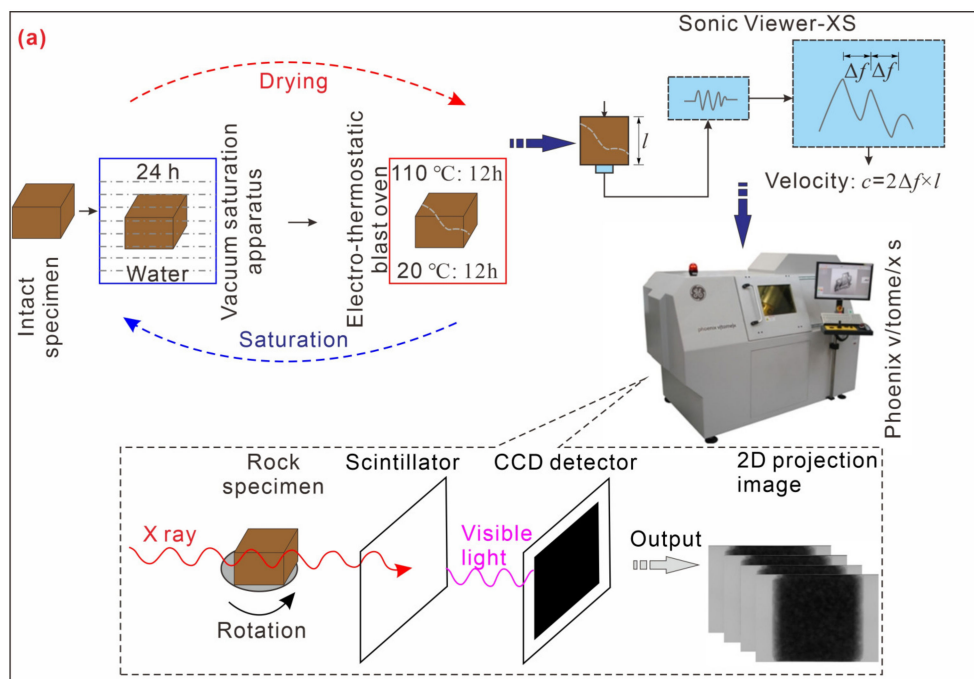 (a)
Sonic Viewer-XS
Drying
Δf Δf
l
24 h
Water
Vacuum saturation
apparatus
Electro-thermostatic
blast oven
110 ℃: 12h
20 ℃: 12h
Velocity: c=2Δf×l
Intact
specimen
Saturation
Phoenix v/tome/x s
Rock
specimen
Scintillator
CCD detector
2D projection
image
X ray
Visible
light
Output
Rotation